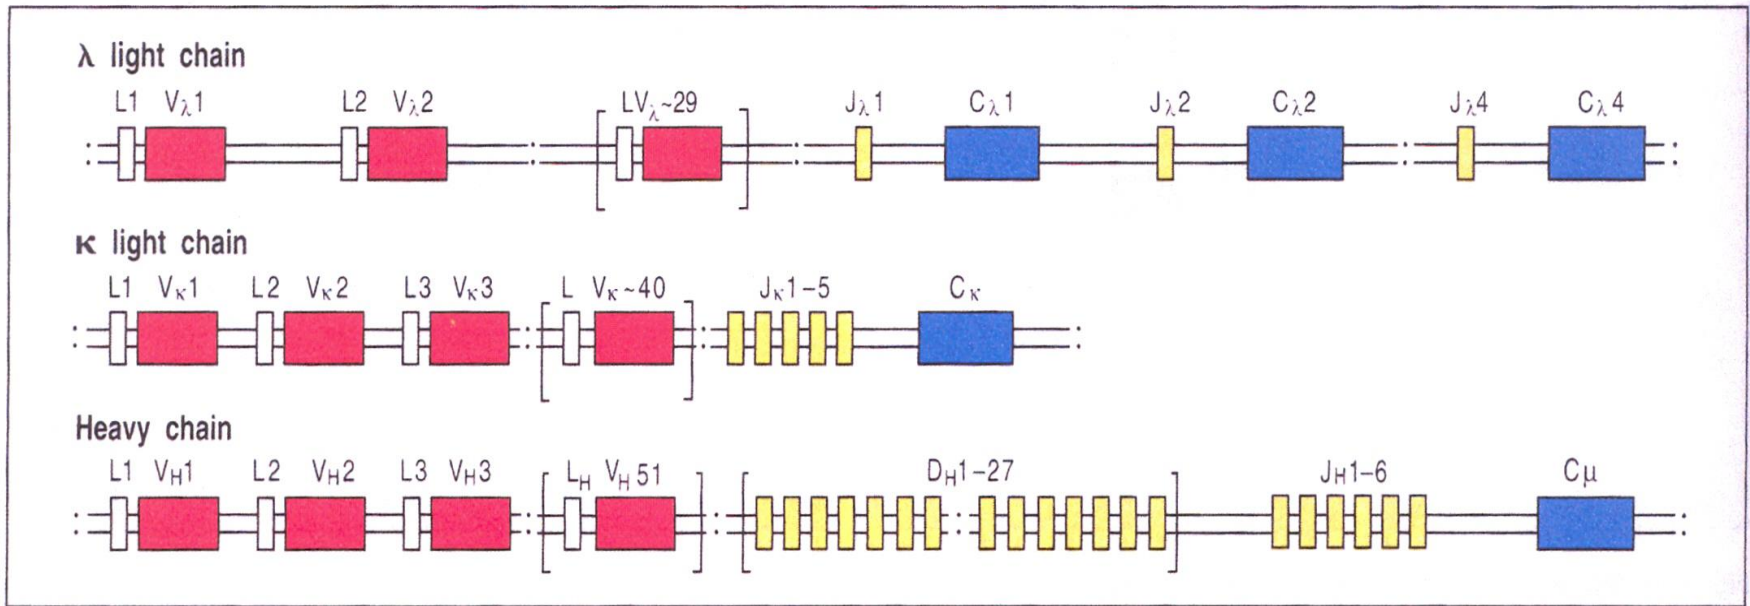 λ light chain
L1 Vλ1 L2 Vλ2 LVλ~29 Jλ1 Cλ1 Jλ2 Cλ2 Jλ4 Cλ4
κ light chain
L1 Vκ1 L2 Vκ2 L3 Vκ3 L Vκ~40 Jκ1–5 Cκ
Heavy chain
L1 VH1 L2 VH2 L3 VH3 LH VH51 DH1–27 JH1–6 Cμ